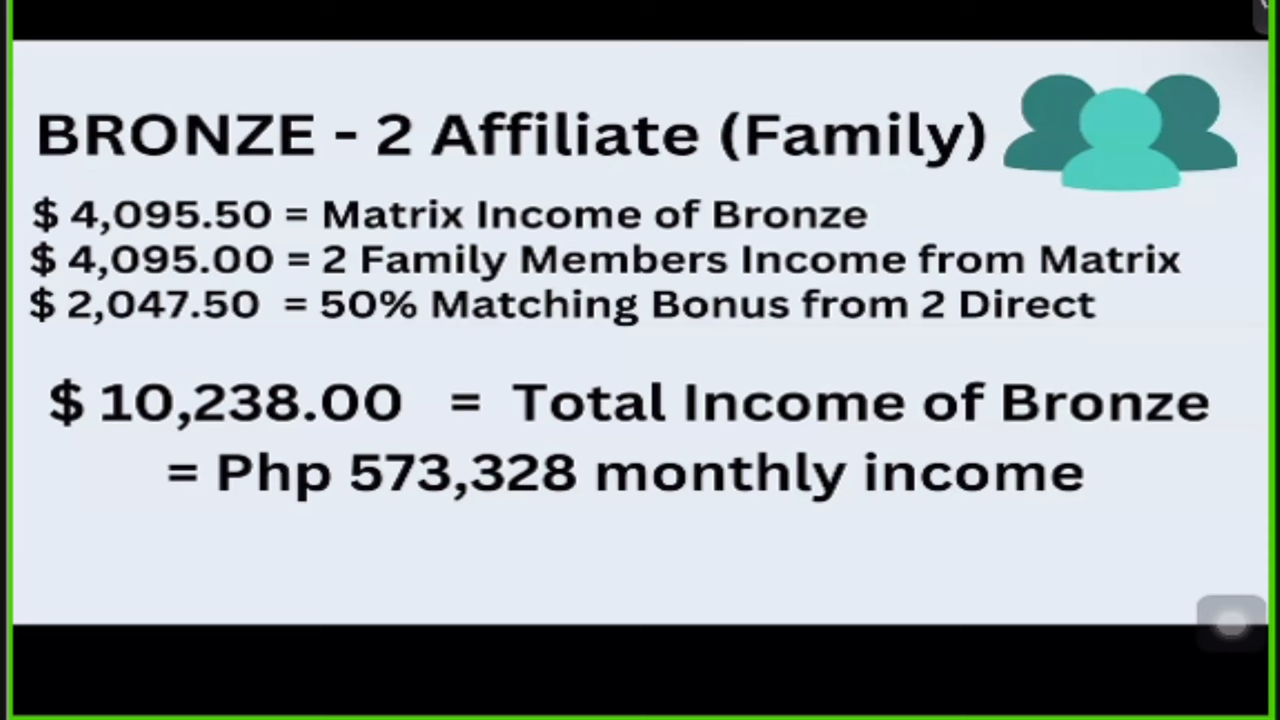 BRONZE - 2 Affiliate (Family)
$ 4,095.50 = Matrix Income of Bronze
$ 4,095.00 = 2 Family Members Income from Matrix
$ 2,047.50 = 50% Matching Bonus from 2 Direct
$ 10,238.00 = Total Income of Bronze
= Php 573,328 monthly income